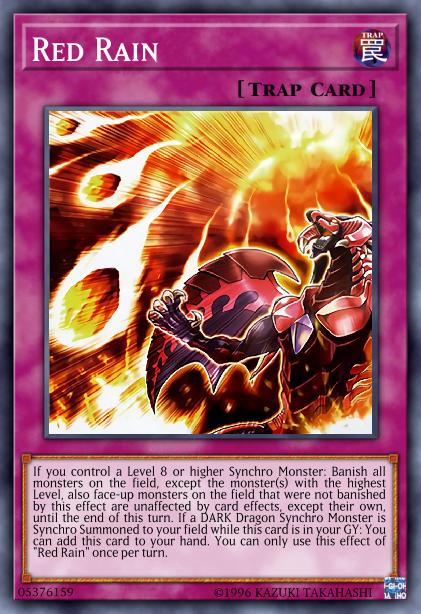 RED RAIN
TRAP
罠
[TRAP CARD]
If you control a Level 8 or higher Synchro Monster: Banish all
monsters on the field, except the monster(s) with the highest
Level, also face-up monsters on the field that were not banished
by this effect are unaffected by card effects, except their own,
until the end of this turn. If a DARK Dragon Synchro Monster is
Synchro Summoned to your field while this card is in your GY: You
can add this card to your hand. You can only use this effect of
"Red Rain" once per turn.
05376159
©1996 KAZUKI TAKAHASHI